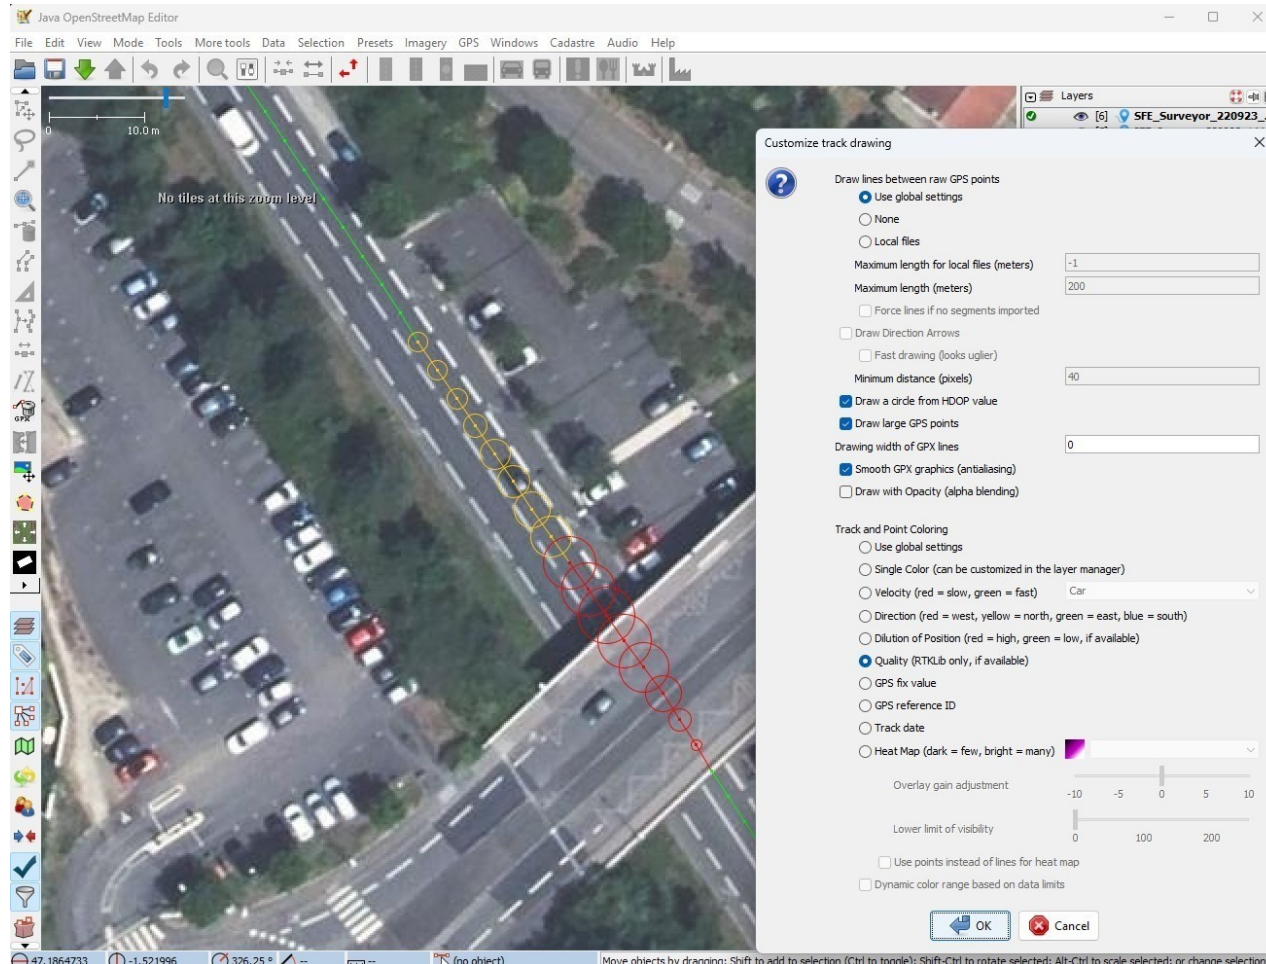 Java OpenStreetMap Editor
File Edit View Mode Tools More tools Data Selection Presets Imagery GPS Windows Cadastre Audio Help
Layers
[6] SFE_Surveyor_220923_..
0 10.0 m
No tiles at this zoom level
GPX
Customize track drawing
Draw lines between raw GPS points
Use global settings
None
Local files
Maximum length for local files (meters) -1
Maximum length (meters) 200
Force lines if no segments imported
Draw Direction Arrows
Fast drawing (looks uglier)
Minimum distance (pixels) 40
Draw a circle from HDOP value
Draw large GPS points
Drawing width of GPX lines 0
Smooth GPX graphics (antialiasing)
Draw with Opacity (alpha blending)
Track and Point Coloring
Use global settings
Single Color (can be customized in the layer manager)
Velocity (red = slow, green = fast) Car
Direction (red = west, yellow = north, green = east, blue = south)
Dilution of Position (red = high, green = low, if available)
Quality (RTKLib only, if available)
GPS fix value
GPS reference ID
Track date
Heat Map (dark = few, bright = many)
Overlay gain adjustment
-10 -5 0 5 10
Lower limit of visibility
0 100 200
Use points instead of lines for heat map
Dynamic color range based on data limits
OK Cancel
47.1864733 -1.521996 326.25 ° -- -- (no object) Move objects by dragging; Shift to add to selection (Ctrl to toggle); Shift-Ctrl to rotate selected; Alt-Ctrl to scale selected; or change selection